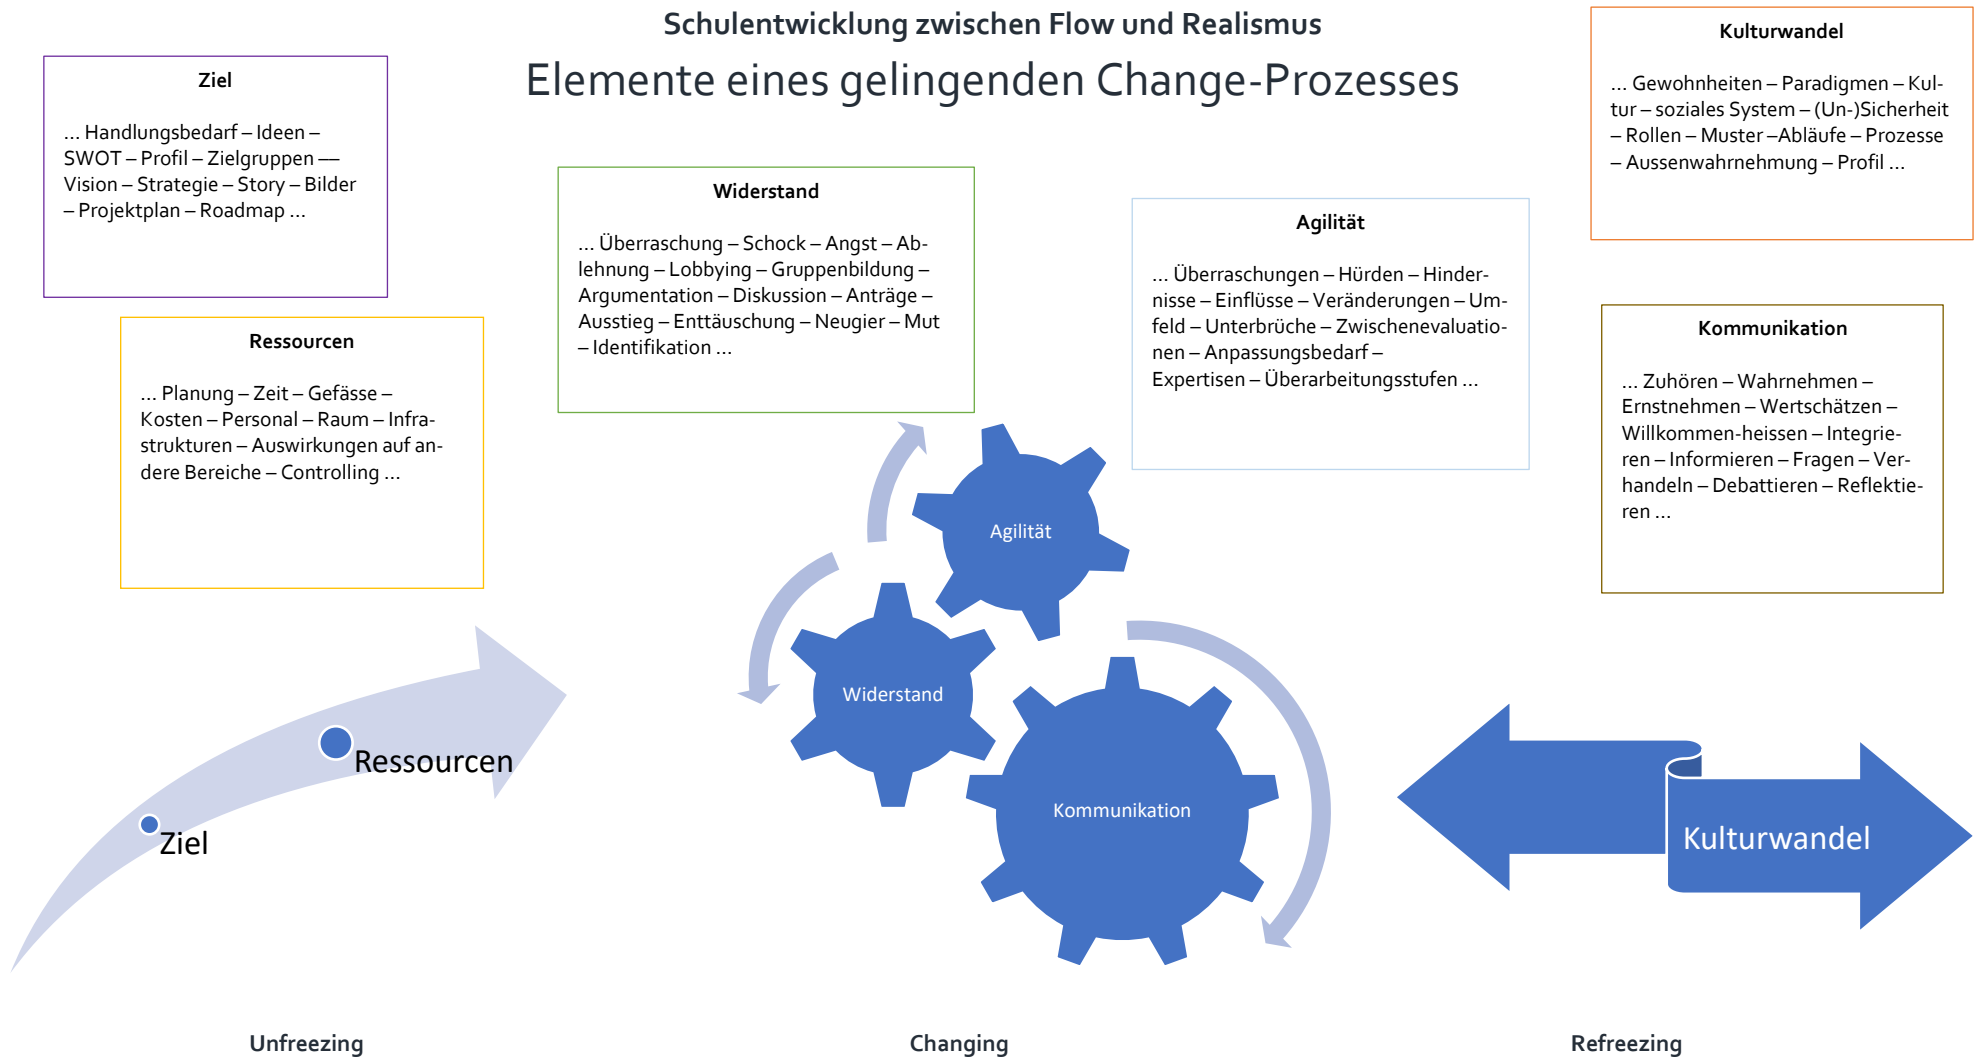 Schulentwicklung zwischen Flow und Realismus
Elemente eines gelingenden Change-Prozesses
Ziel
... Handlungsbedarf – Ideen –
SWOT – Profil – Zielgruppen ––
Vision – Strategie – Story – Bilder
– Projektplan – Roadmap ...
Ressourcen
... Planung – Zeit – Gefässe –
Kosten – Personal – Raum – Infra-
strukturen – Auswirkungen auf an-
dere Bereiche – Controlling ...
Widerstand
... Überraschung – Schock – Angst – Ab-
lehnung – Lobbying – Gruppenbildung –
Argumentation – Diskussion – Anträge –
Ausstieg – Enttäuschung – Neugier – Mut
– Identifikation ...
Agilität
... Überraschungen – Hürden – Hinder-
nisse – Einflüsse – Veränderungen – Um-
feld – Unterbrüche – Zwischenevaluatio-
nen – Anpassungsbedarf –
Expertisen – Überarbeitungsstufen ...
Kulturwandel
... Gewohnheiten – Paradigmen – Kul-
tur – soziales System – (Un-)Sicherheit
– Rollen – Muster –Abläufe – Prozesse
– Aussenwahrnehmung – Profil ...
Kommunikation
... Zuhören – Wahrnehmen –
Ernstnehmen – Wertschätzen –
Willkommen-heissen – Integrie-
ren – Informieren – Fragen – Ver-
handeln – Debattieren – Reflektie-
ren ...
Ziel
Ressourcen
Agilität
Widerstand
Kommunikation
Kulturwandel
Unfreezing
Changing
Refreezing